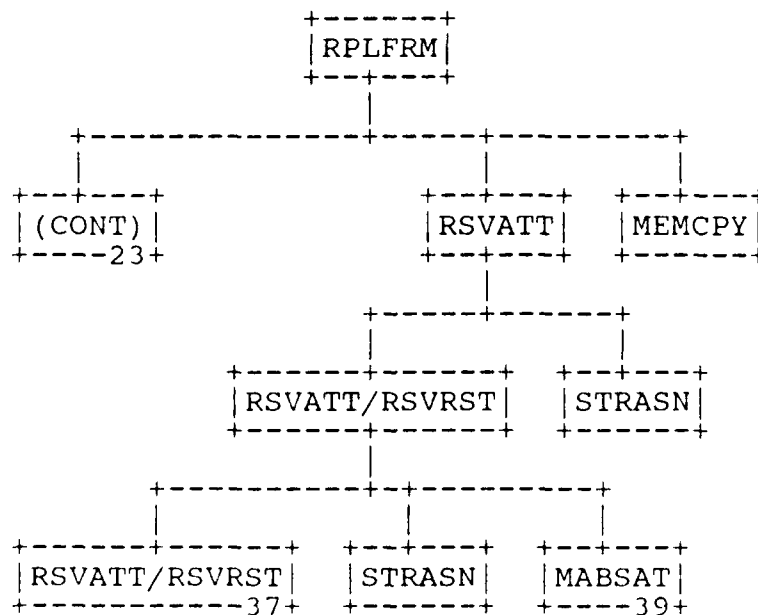 RPLFRM
(CONT) RSVATT MEMCPY
23
RSVATT/RSVRST STRASN
RSVATT/RSVRST STRASN MABSAT
37 39